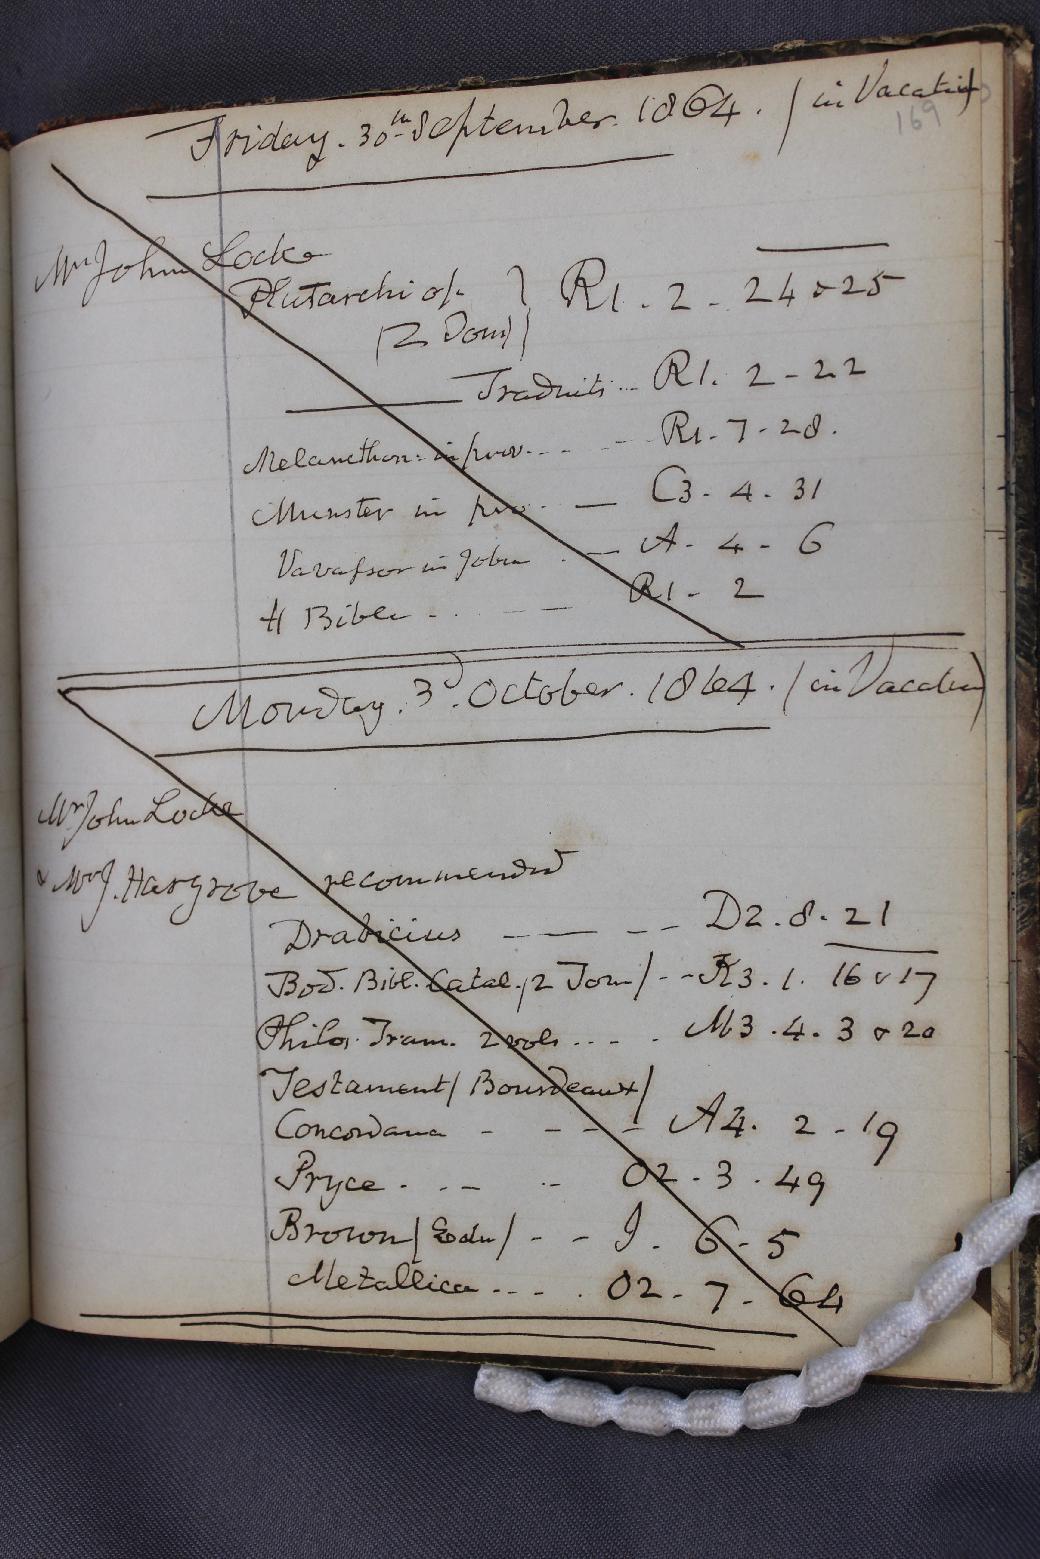 Friday. 30th September. 1864. (in Vacation)
169
Mr John Locke
Plutarchi op. } R1. 2 - 24 & 25
(2 Tom)
——— Traduits... R1. 2 - 22
Melancthon: in prov... - R1. 7. 28.
Munster in pro. — C3. 4. 31
Vavassor in Jobum . — A. 4 - 6
H Bible . . — — R1. 2
Monday. 3d. October. 1864. (in Vacation)
Mr John Locke
& Mr J. Hargrove recommended
Drabicius — — - - D2. 8. 21
Bod. Bibl. Catal. (2 Tom) - - K3. 1. 16 & 17
Philos. Trans. 2 vols... . M3. 4. 3 & 20
Testament (Bourdeaux)
Concordance - - - - A4. 2 - 19
Pryce . . - - .. O2. 3. 49
Brown (Edw) - - J. 6 - 5
Metallica - - . . O2. 7 - 64